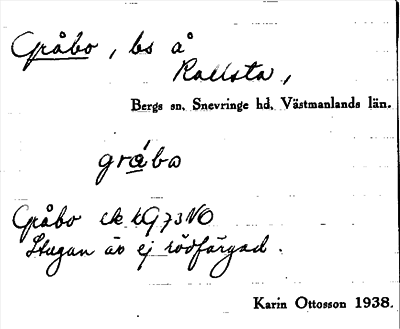 Gråbo, bs å
Rallsta,
Bergs sn, Snevringe hd, Västmanlands län.
gråbo
Gråbo ek kG73NO
Stugan är ej rödfärgad.
Karin Ottosson 1938.